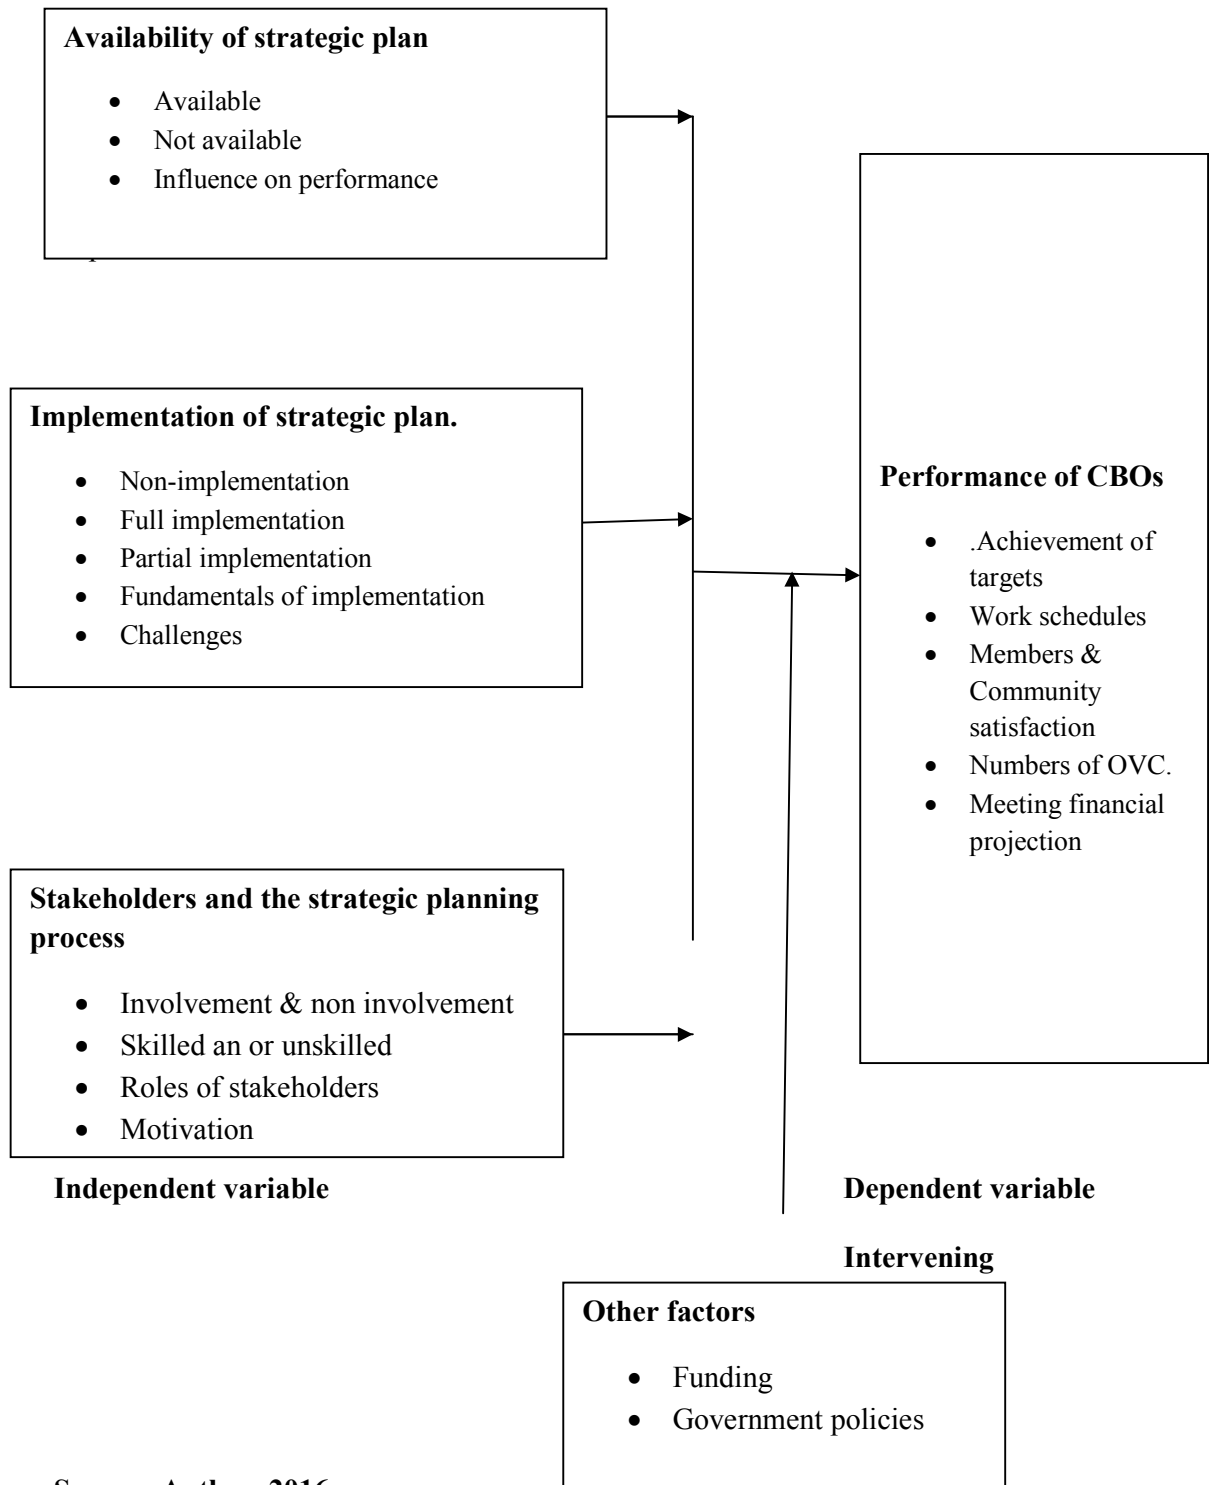 Availability of strategic plan
• Available
• Not available
• Influence on performance
Implementation of strategic plan.
• Non-implementation
• Full implementation
• Partial implementation
• Fundamentals of implementation
• Challenges
Performance of CBOs
• .Achievement of
targets
• Work schedules
• Members &
Community
satisfaction
• Numbers of OVC.
• Meeting financial
projection
Stakeholders and the strategic planning
process
• Involvement & non involvement
• Skilled an or unskilled
• Roles of stakeholders
• Motivation
Independent variable
Dependent variable
Intervening
Other factors
• Funding
• Government policies